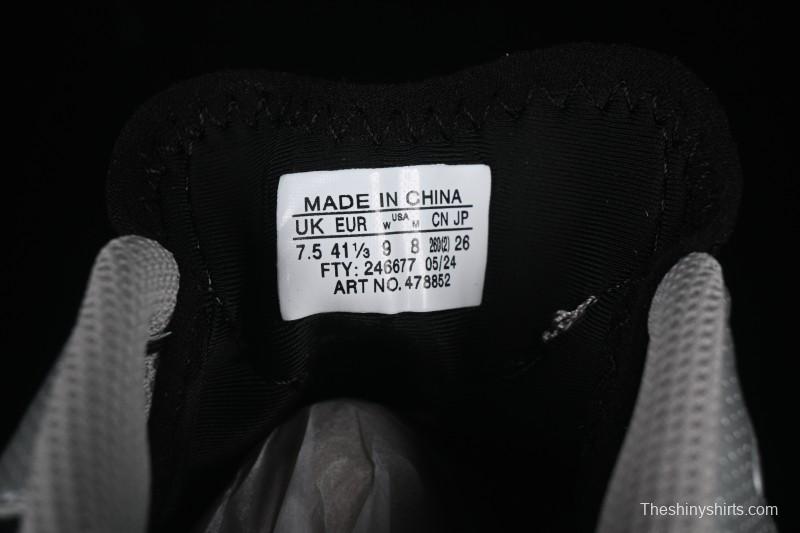 MADE IN CHINA
UK EUR W USA M CN JP
7.5 41⅓ 9 8 260(2) 26
FTY: 246677 05/24
ART NO. 478852
Theshinyshirts.com